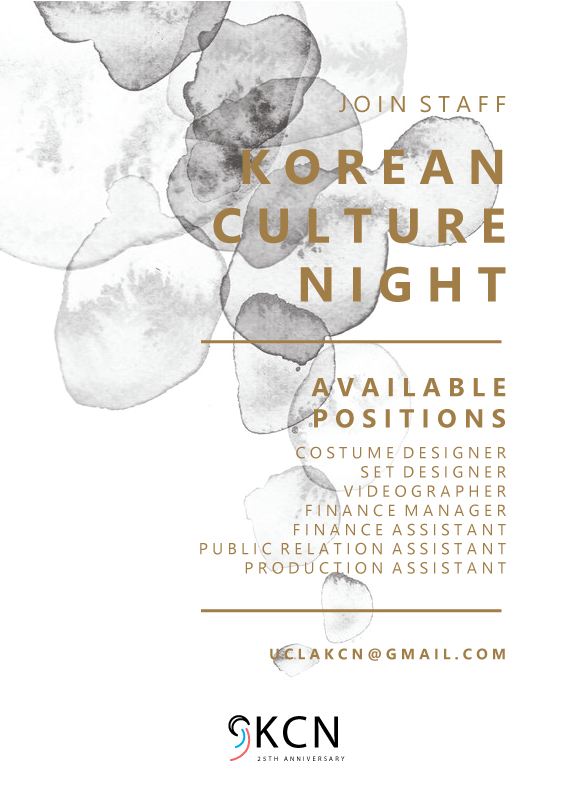 JOIN STAFF
KOREAN
CULTURE
NIGHT
AVAILABLE
POSITIONS
COSTUME DESIGNER
SET DESIGNER
VIDEOGRAPHER
FINANCE MANAGER
FINANCE ASSISTANT
PUBLIC RELATION ASSISTANT
PRODUCTION ASSISTANT
UCLAKCN@GMAIL.COM
KCN
25TH ANNIVERSARY